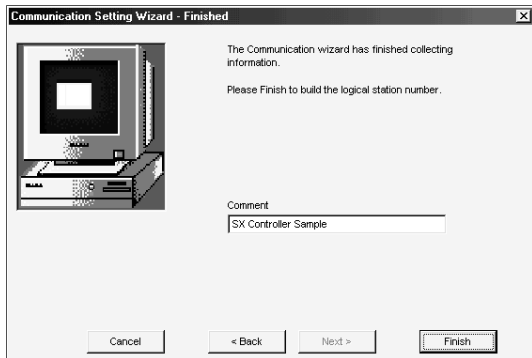 Communication Setting Wizard - Finished
The Communication wizard has finished collecting
information.
Please Finish to build the logical station number.
Comment
SX Controller Sample
Cancel
< Back
Next >
Finish